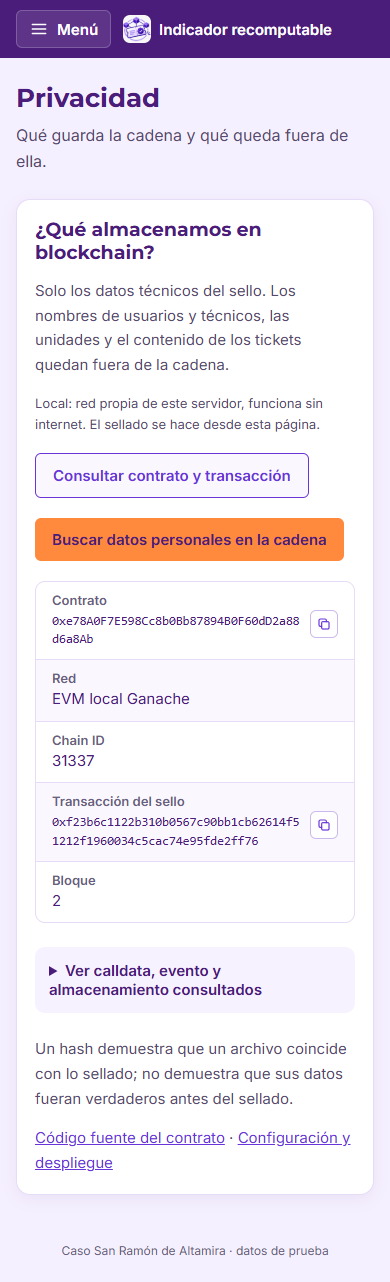 Menú
Indicador recomputable
Privacidad
Qué guarda la cadena y qué queda fuera de
ella.
¿Qué almacenamos en
blockchain?
Solo los datos técnicos del sello. Los
nombres de usuarios y técnicos, las
unidades y el contenido de los tickets
quedan fuera de la cadena.
Local: red propia de este servidor, funciona sin
internet. El sellado se hace desde esta página.
Consultar contrato y transacción
Buscar datos personales en la cadena
Contrato
0xe78A0F7E598Cc8b0Bb87894B0F60dD2a88
d6a8Ab
Red
EVM local Ganache
Chain ID
31337
Transacción del sello
0xf23b6c1122b310b0567c90bb1cb62614f5
1212f1960034c5cac74e95fde2ff76
Bloque
2
Ver calldata, evento y
almacenamiento consultados
Un hash demuestra que un archivo coincide
con lo sellado; no demuestra que sus datos
fueran verdaderos antes del sellado.
Código fuente del contrato · Configuración y
despliegue
Caso San Ramón de Altamira · datos de prueba